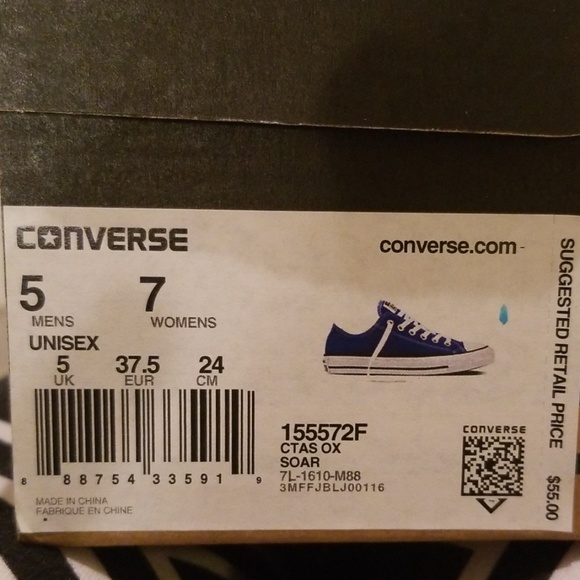 CONVERSE
converse.com
5 MENS
7 WOMENS
UNISEX
5 UK
37.5 EUR
24 CM
155572F
CTAS OX
SOAR
7L-1610-M88
3MFFJBLJ00116
8 88754 33591 9
MADE IN CHINA
FABRIQUE EN CHINE
CONVERSE
SUGGESTED RETAIL PRICE $55.00